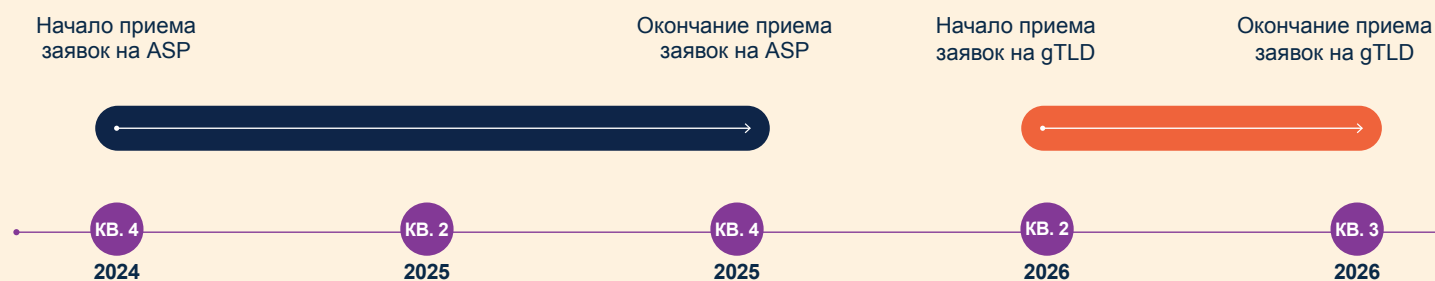 Начало приема
заявок на ASP
Окончание приема
заявок на ASP
Начало приема
заявок на gTLD
Окончание приема
заявок на gTLD
КВ. 4
2024
КВ. 2
2025
КВ. 4
2025
КВ. 2
2026
КВ. 3
2026